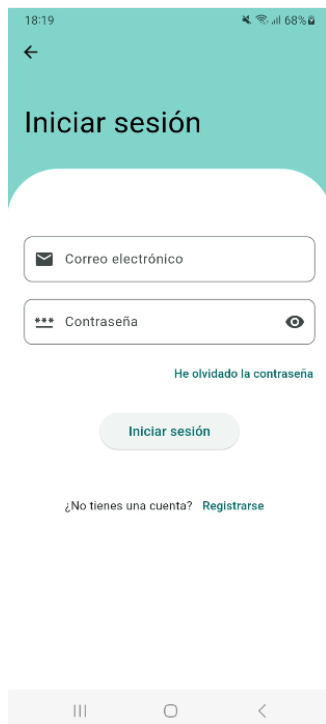 18:19
68%
Iniciar sesión
Correo electrónico
Contraseña
He olvidado la contraseña
Iniciar sesión
¿No tienes una cuenta? Registrarse